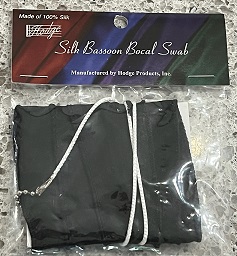 Made of 100% Silk
Hodge
Silk Bassoon Bocal Swab
Manufactured by Hodge Products, Inc.